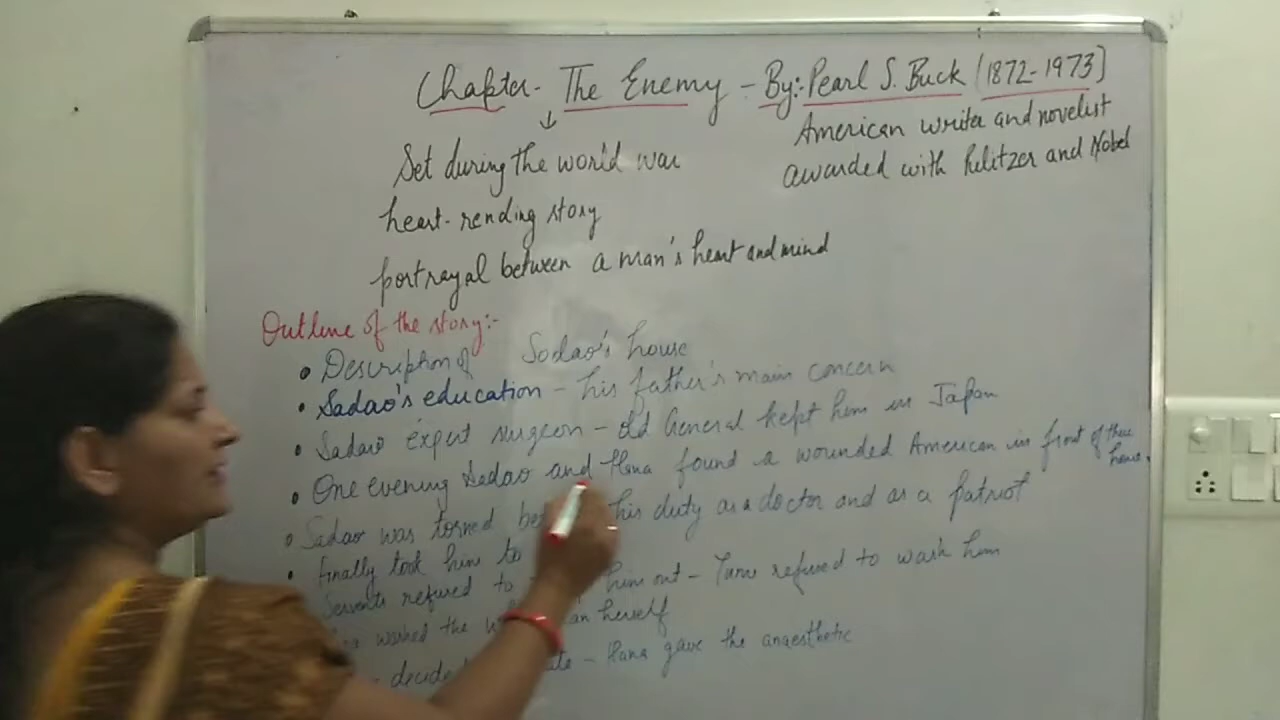 Chapter - The Enemy - By:- Pearl S. Buck (1872-1973)
American writer and novelist
awarded with Pulitzer and Nobel
Set during the world war
heart-rending story
portrayal between a man's heart and mind
Outline of the story:-
• Description of Sadao's house
• Sadao's education - his father's main concern
• Sadao expert surgeon - old General kept him in Japan
• One evening Sadao and Hana found a wounded American in front of their house.
• Sadao was torned his duty as a doctor and as a patriot
• Finally took him to
Servents refused to him out - Yumi refused to wash him
washed the herself
decided - Hana gave the anaesthetic